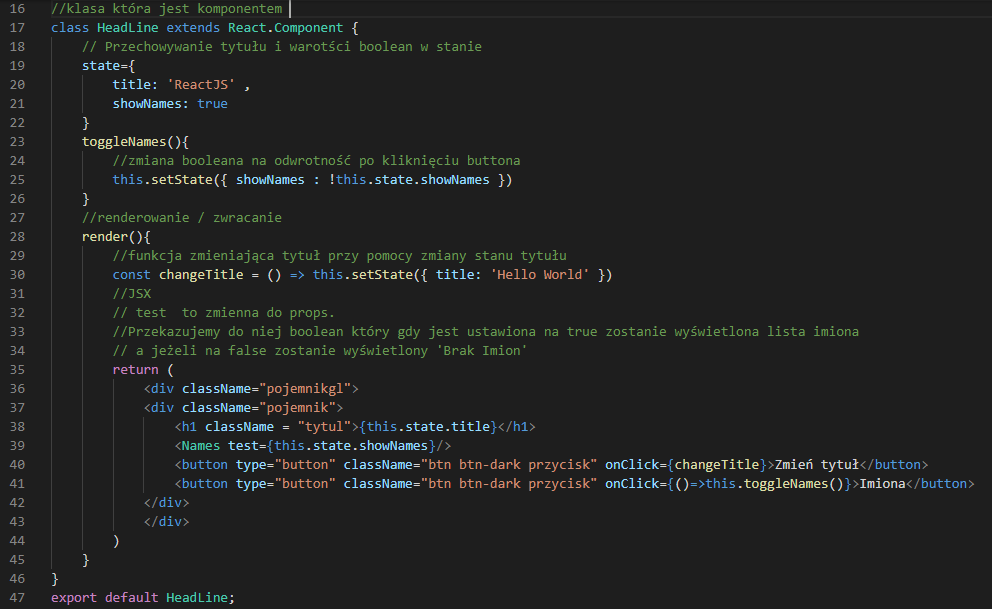 16 //klasa która jest komponentem
17 class HeadLine extends React.Component {
18 // Przechowywanie tytułu i warotści boolean w stanie
19 state={
20 title: 'ReactJS' ,
21 showNames: true
22 }
23 toggleNames(){
24 //zmiana booleana na odwrotność po kliknięciu buttona
25 this.setState({ showNames : !this.state.showNames })
26 }
27 //renderowanie / zwracanie
28 render(){
29 //funkcja zmieniająca tytuł przy pomocy zmiany stanu tytułu
30 const changeTitle = () => this.setState({ title: 'Hello World' })
31 //JSX
32 // test  to zmienna do props.
33 //Przekazujemy do niej boolean który gdy jest ustawiona na true zostanie wyświetlona lista imiona
34 // a jeżeli na false zostanie wyświetlony 'Brak Imion'
35 return (
36 <div className="pojemnikgl">
37 <div className="pojemnik">
38 <h1 className = "tytul">{this.state.title}</h1>
39 <Names test={this.state.showNames}/>
40 <button type="button" className="btn btn-dark przycisk" onClick={changeTitle}>Zmień tytuł</button>
41 <button type="button" className="btn btn-dark przycisk" onClick={()=>this.toggleNames()}>Imiona</button>
42 </div>
43 </div>
44 )
45 }
46 }
47 export default HeadLine;